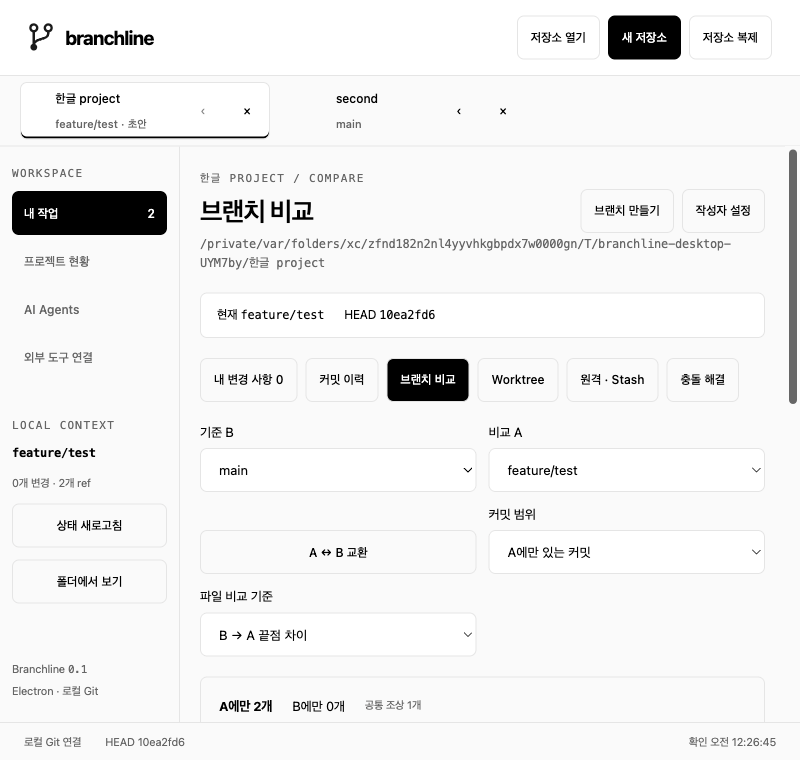 branchline
저장소 열기
새 저장소
저장소 복제
한글 project
feature/test · 초안
‹
×
second
main
‹
×
WORKSPACE
내 작업 2
프로젝트 현황
AI Agents
외부 도구 연결
LOCAL CONTEXT
feature/test
0개 변경 · 2개 ref
상태 새로고침
폴더에서 보기
Branchline 0.1
Electron · 로컬 Git
한글 PROJECT / COMPARE
브랜치 비교
브랜치 만들기
작성자 설정
/private/var/folders/xc/zfnd182n2nl4yyvhkgbpdx7w0000gn/T/branchline-desktop-
UYM7by/한글 project
현재 feature/test HEAD 10ea2fd6
내 변경 사항 0
커밋 이력
브랜치 비교
Worktree
원격 · Stash
충돌 해결
기준 B
main
비교 A
feature/test
A ↔ B 교환
커밋 범위
A에만 있는 커밋
파일 비교 기준
B → A 끝점 차이
A에만 2개 B에만 0개 공통 조상 1개
로컬 Git 연결 HEAD 10ea2fd6
확인 오전 12:26:45